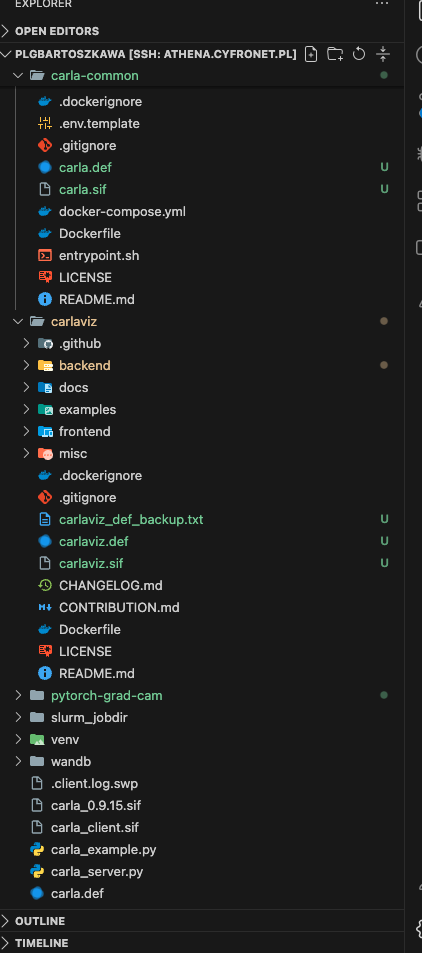 EXPLORER
OPEN EDITORS
PLGBARTOSZKAWA [SSH: ATHENA.CYFRONET.PL]
carla-common
.dockerignore
.env.template
.gitignore
carla.def U
carla.sif U
docker-compose.yml
Dockerfile
entrypoint.sh
LICENSE
README.md
carlaviz
.github
backend
docs
examples
frontend
misc
.dockerignore
.gitignore
carlaviz_def_backup.txt U
carlaviz.def U
carlaviz.sif U
CHANGELOG.md
CONTRIBUTION.md
Dockerfile
LICENSE
README.md
pytorch-grad-cam
slurm_jobdir
venv
wandb
.client.log.swp
carla_0.9.15.sif
carla_client.sif
carla_example.py
carla_server.py
carla.def
OUTLINE
TIMELINE